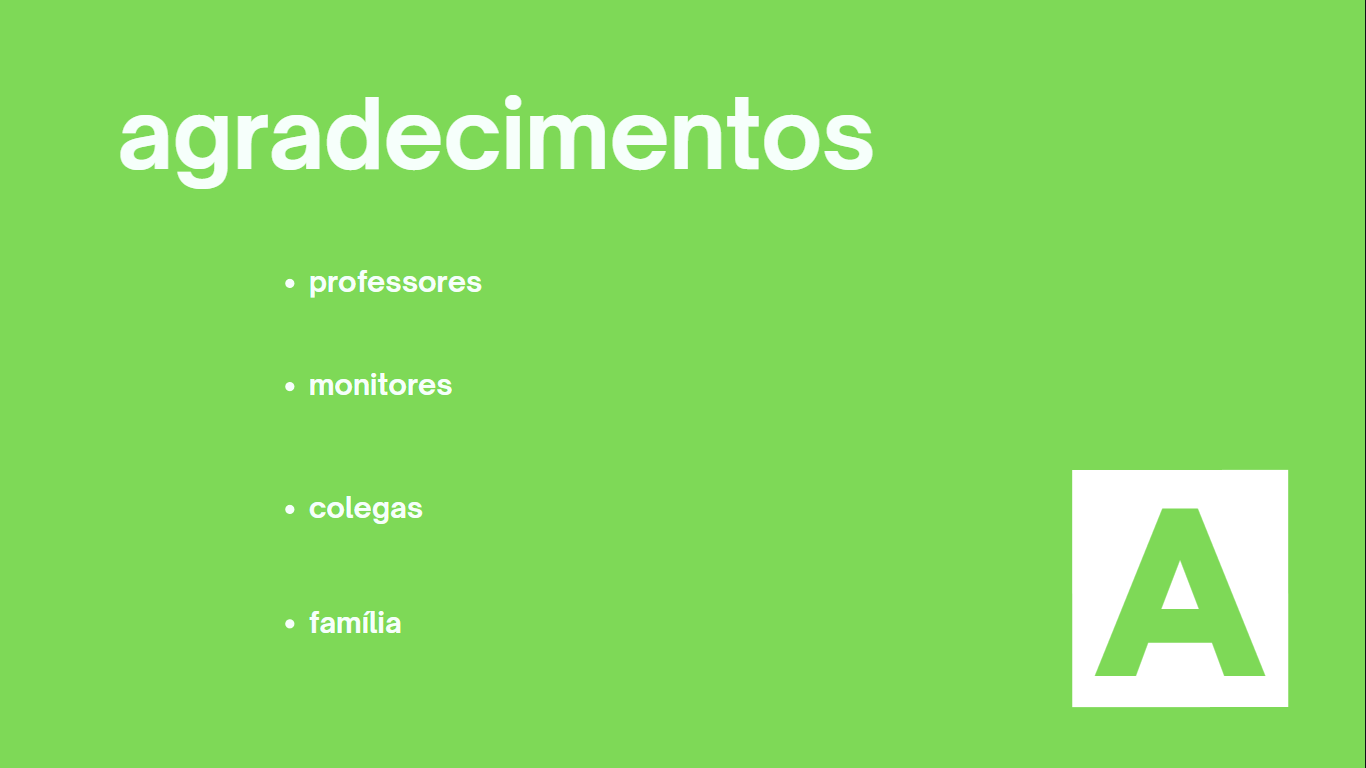 agradecimentos
• professores
• monitores
• colegas
• família
A